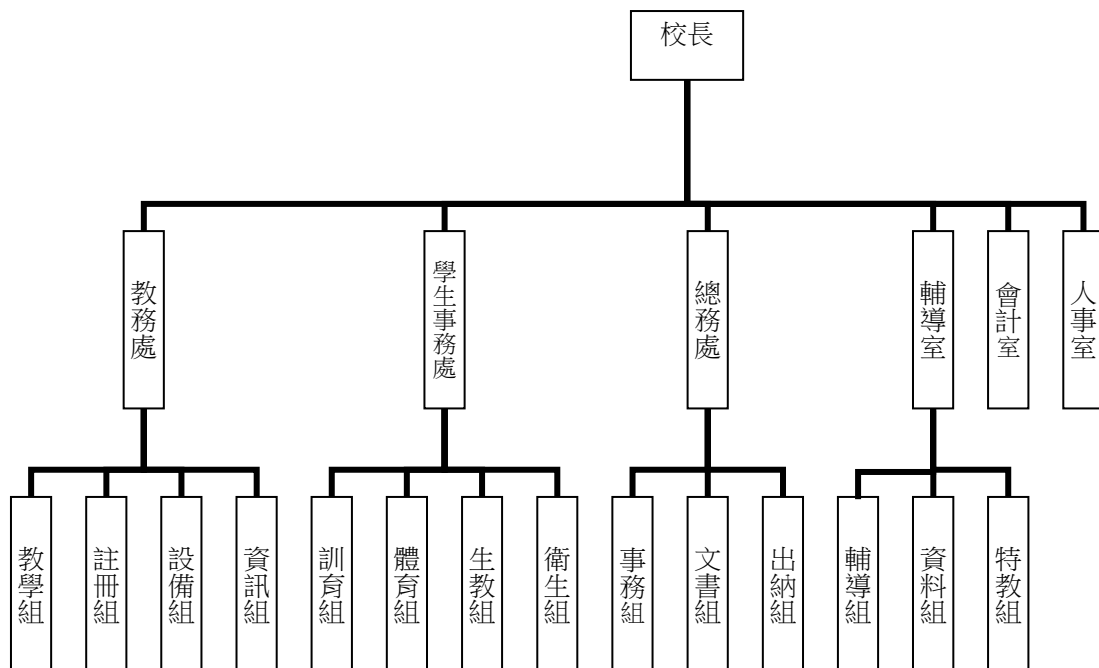 校長
教務處
學生事務處
總務處
輔導室
會計室
人事室
教學組
註冊組
設備組
資訊組
訓育組
體育組
生教組
衛生組
事務組
文書組
出納組
輔導組
資料組
特教組